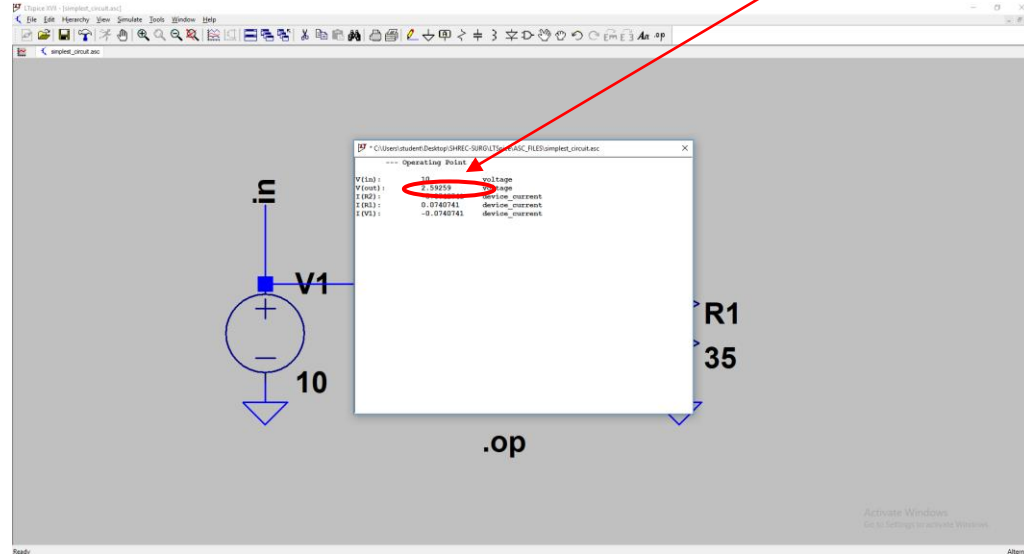 LTspice XVII - [simplest_circuit.asc]
File Edit Hierarchy View Simulate Tools Window Help
simplest_circuit.asc
* C:\Users\student\Desktop\SHREC-SURG\LTSpice\ASC_FILES\simplest_circuit.asc
--- Operating Point
V(in): 10 voltage
V(out): 2.59259 voltage
I(R2): device_current
I(R1): 0.0740741 device_current
I(V1): -0.0740741 device_current
in
V1
10
R1
35
.op
Activate Windows
Go to Settings to activate Windows.
Ready